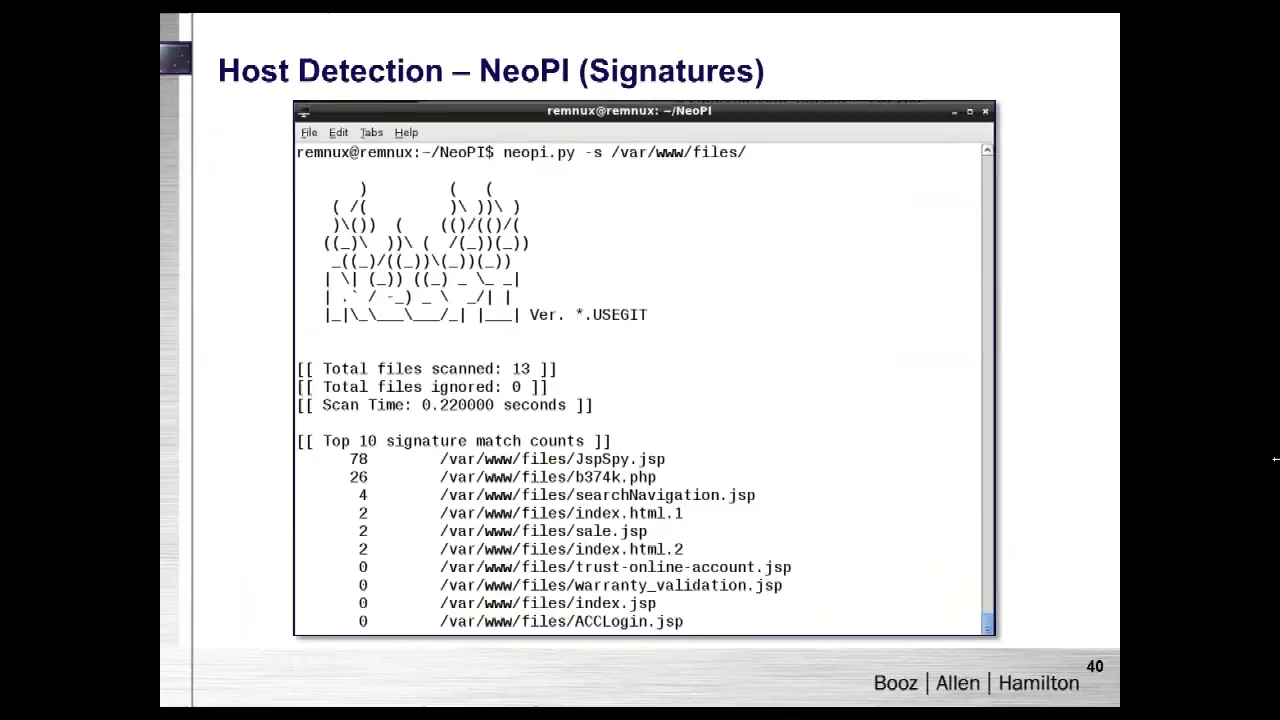 Host Detection – NeoPI (Signatures)
remnux@remnux: ~/NeoPI
File Edit Tabs Help
remnux@remnux:~/NeoPI$ neopi.py -s /var/www/files/
       )         (   (
    ( /(         )\ ))\ )
    )\())  (    (()/(()/(
   ((_)\  ))\ (  /(_))(_))
    _((_)/((_))\(_))(_))
   | \| (_)) ((_) _ \_ _|
   | .` / -_) _ \  _/| |
   |_|\_\___\___/_| |___| Ver. *.USEGIT
[[ Total files scanned: 13 ]]
[[ Total files ignored: 0 ]]
[[ Scan Time: 0.220000 seconds ]]
[[ Top 10 signature match counts ]]
78 /var/www/files/JspSpy.jsp
26 /var/www/files/b374k.php
4 /var/www/files/searchNavigation.jsp
2 /var/www/files/index.html.1
2 /var/www/files/sale.jsp
2 /var/www/files/index.html.2
0 /var/www/files/trust-online-account.jsp
0 /var/www/files/warranty_validation.jsp
0 /var/www/files/index.jsp
0 /var/www/files/ACCLogin.jsp
40
Booz | Allen | Hamilton